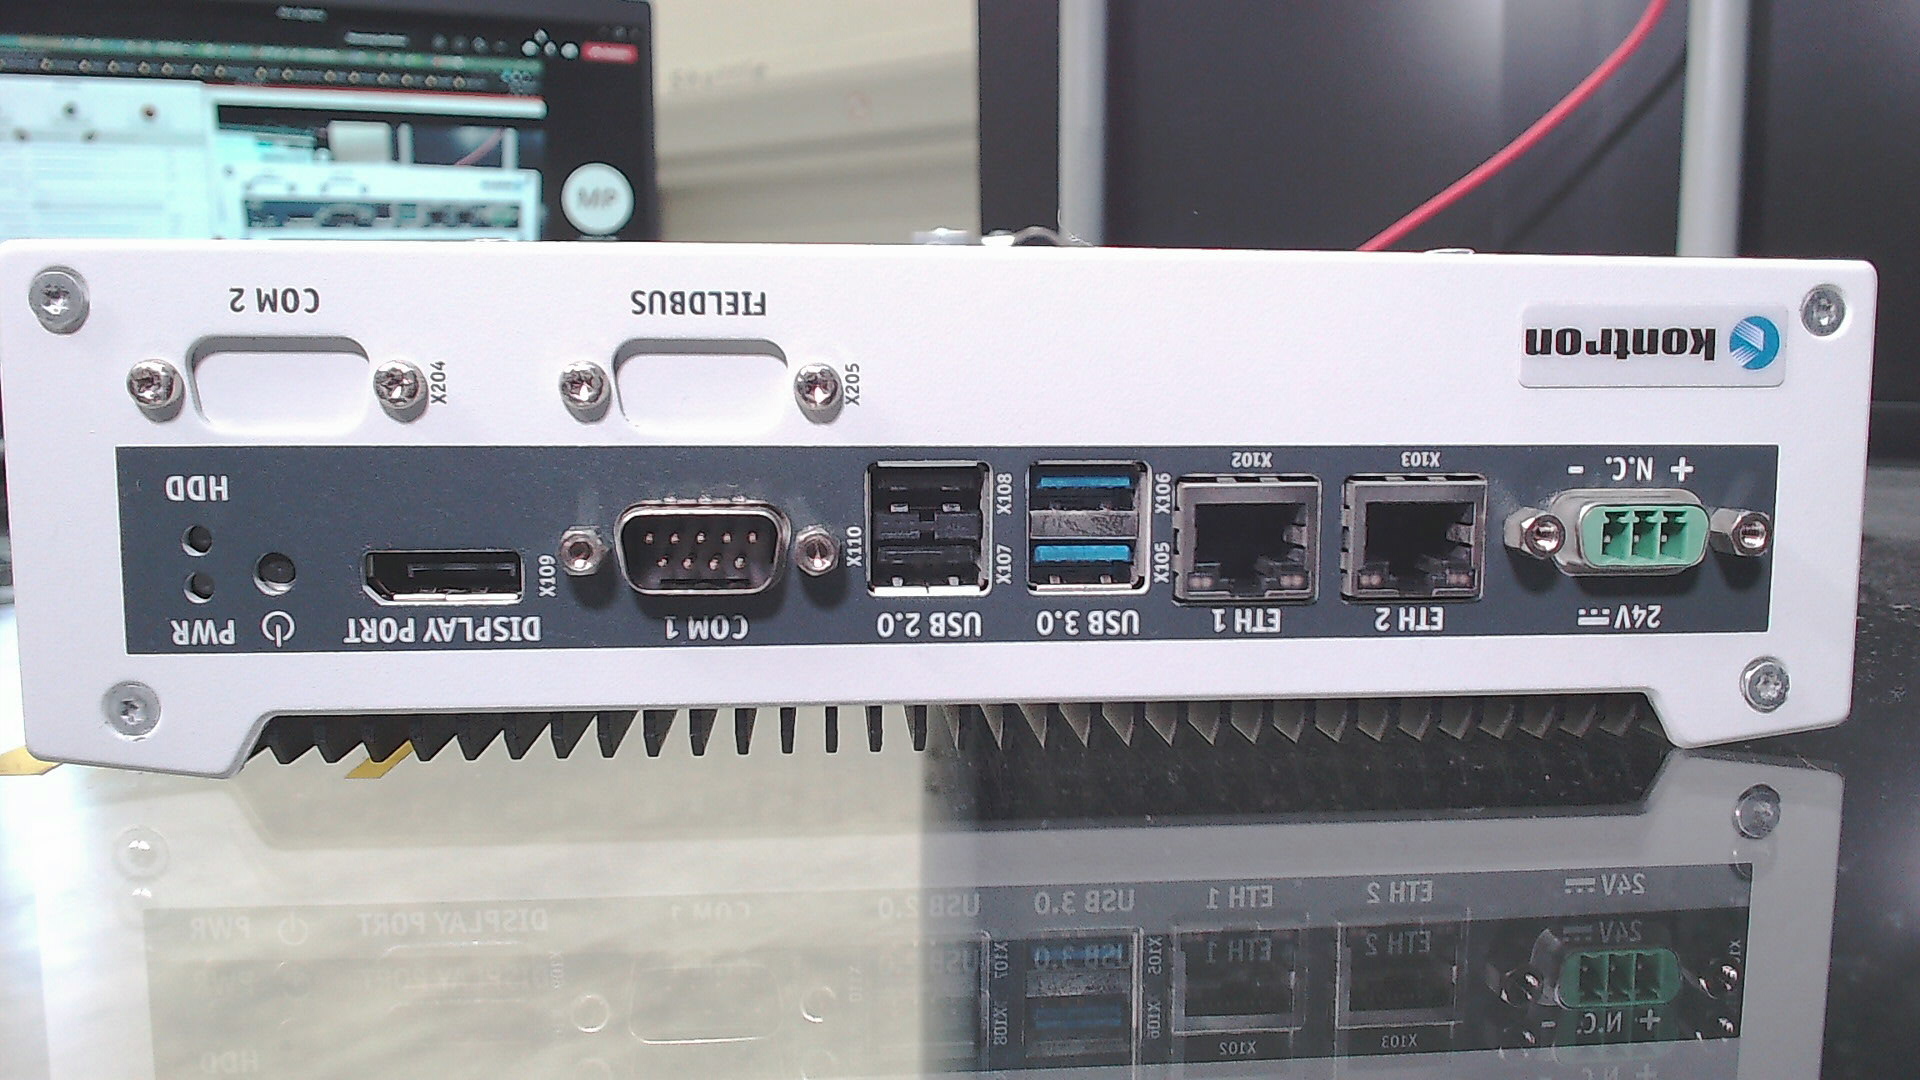 kontron
FIELDBUS
COM 2
X205
X204
+ N.C. -
X103
X102
X106
X108
HDD
X105
X107
X110
X109
24V
ETH 2
ETH 1
USB 3.0
USB 2.0
COM 1
DISPLAY PORT
PWR
MP